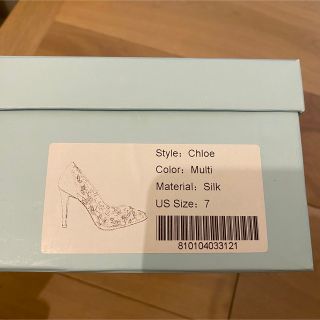 Style: Chloe
Color: Multi
Material: Silk
US Size: 7
810104033121